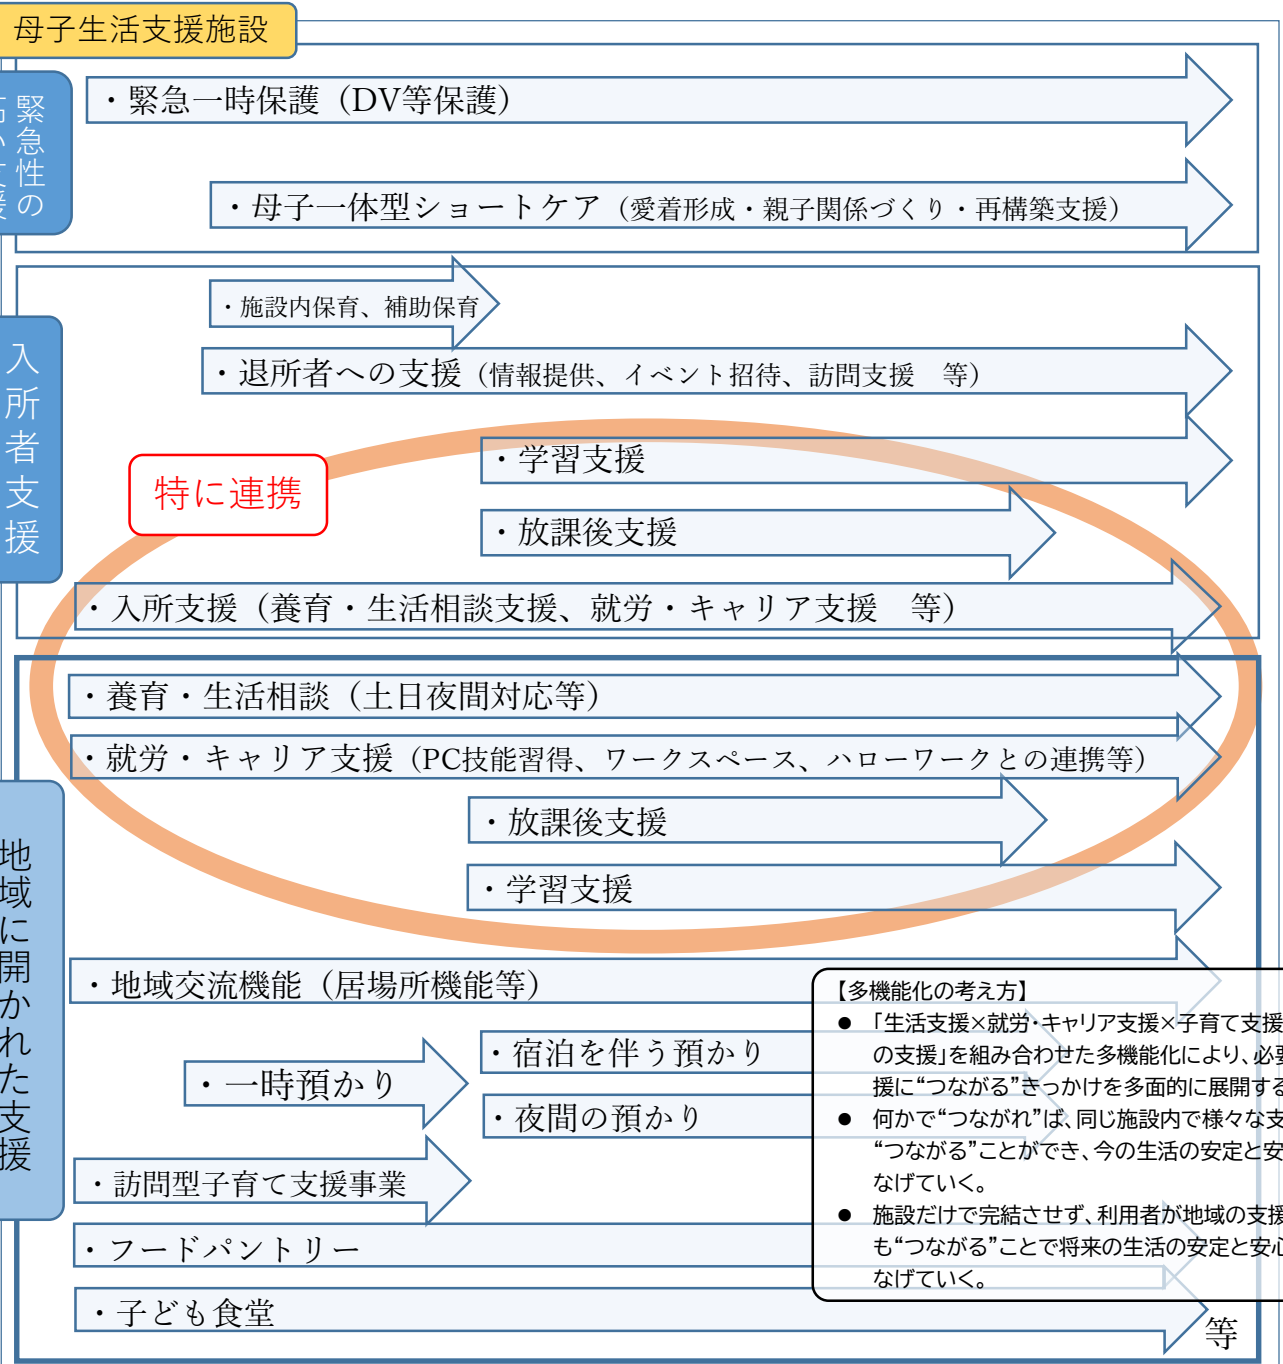 母子生活支援施設
緊急性の
高い支援
・緊急一時保護（DV等保護）
・母子一体型ショートケア（愛着形成・親子関係づくり・再構築支援）
入所者支援
・施設内保育、補助保育
・退所者への支援（情報提供、イベント招待、訪問支援　等）
特に連携
・学習支援
・放課後支援
・入所支援（養育・生活相談支援、就労・キャリア支援　等）
地域に開かれた支援
・養育・生活相談（土日夜間対応等）
・就労・キャリア支援（PC技能習得、ワークスペース、ハローワークとの連携等）
・放課後支援
・学習支援
・地域交流機能（居場所機能等）
・一時預かり
・宿泊を伴う預かり
・夜間の預かり
・訪問型子育て支援事業
・フードパントリー
・子ども食堂
等
【多機能化の考え方】
● 「生活支援×就労・キャリア支援×子育て支援
の支援」を組み合わせた多機能化により、必要
援に“つながる”きっかけを多面的に展開する
● 何かで“つながれ”ば、同じ施設内で様々な支
“つながる”ことができ、今の生活の安定と安
なげていく。
● 施設だけで完結させず、利用者が地域の支援
も“つながる”ことで将来の生活の安定と安心
なげていく。